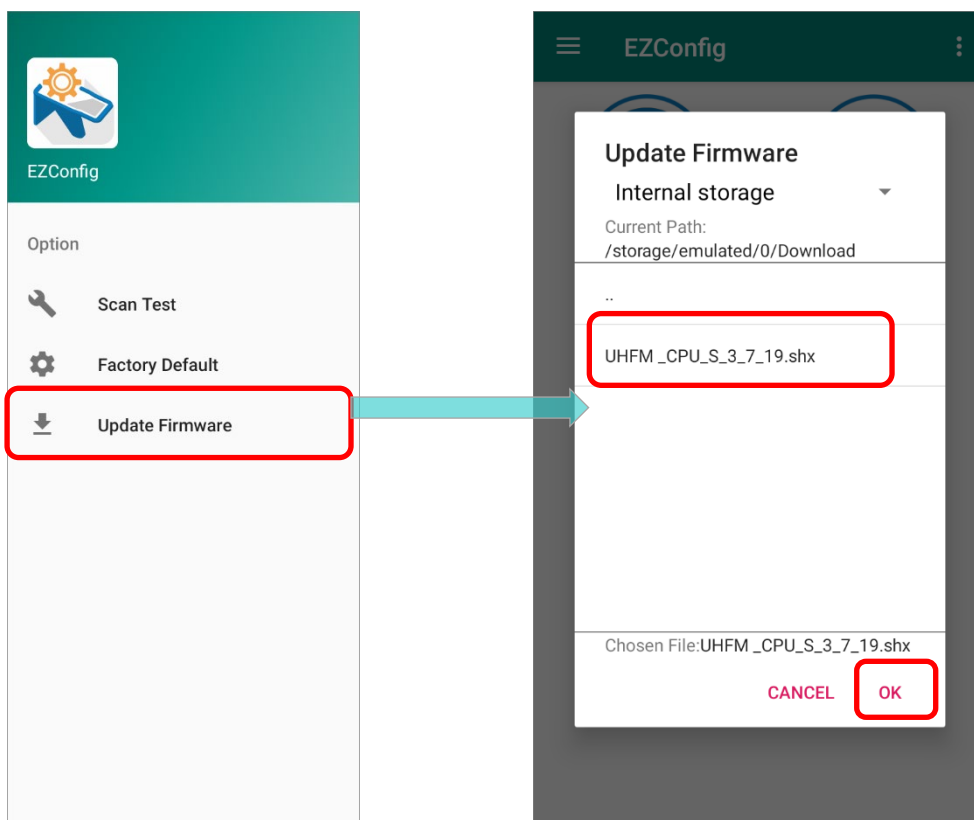 EZConfig
Option
Scan Test
Factory Default
Update Firmware
EZConfig
Update Firmware
Internal storage
Current Path:
/storage/emulated/0/Download
..
UHFM _CPU_S_3_7_19.shx
Chosen File:UHFM _CPU_S_3_7_19.shx
CANCEL OK